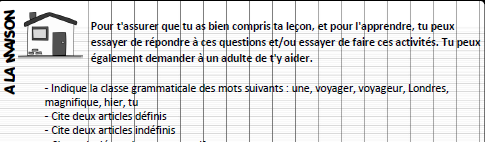 A LA MAISON
Pour t'assurer que tu as bien compris ta leçon, et pour l'apprendre, tu peux
essayer de répondre à ces questions et/ou essayer de faire ces activités. Tu peux
également demander à un adulte de t'y aider.
- Indique la classe grammaticale des mots suivants : une, voyager, voyageur, Londres,
magnifique, hier, tu
- Cite deux articles définis
- Cite deux articles indéfinis